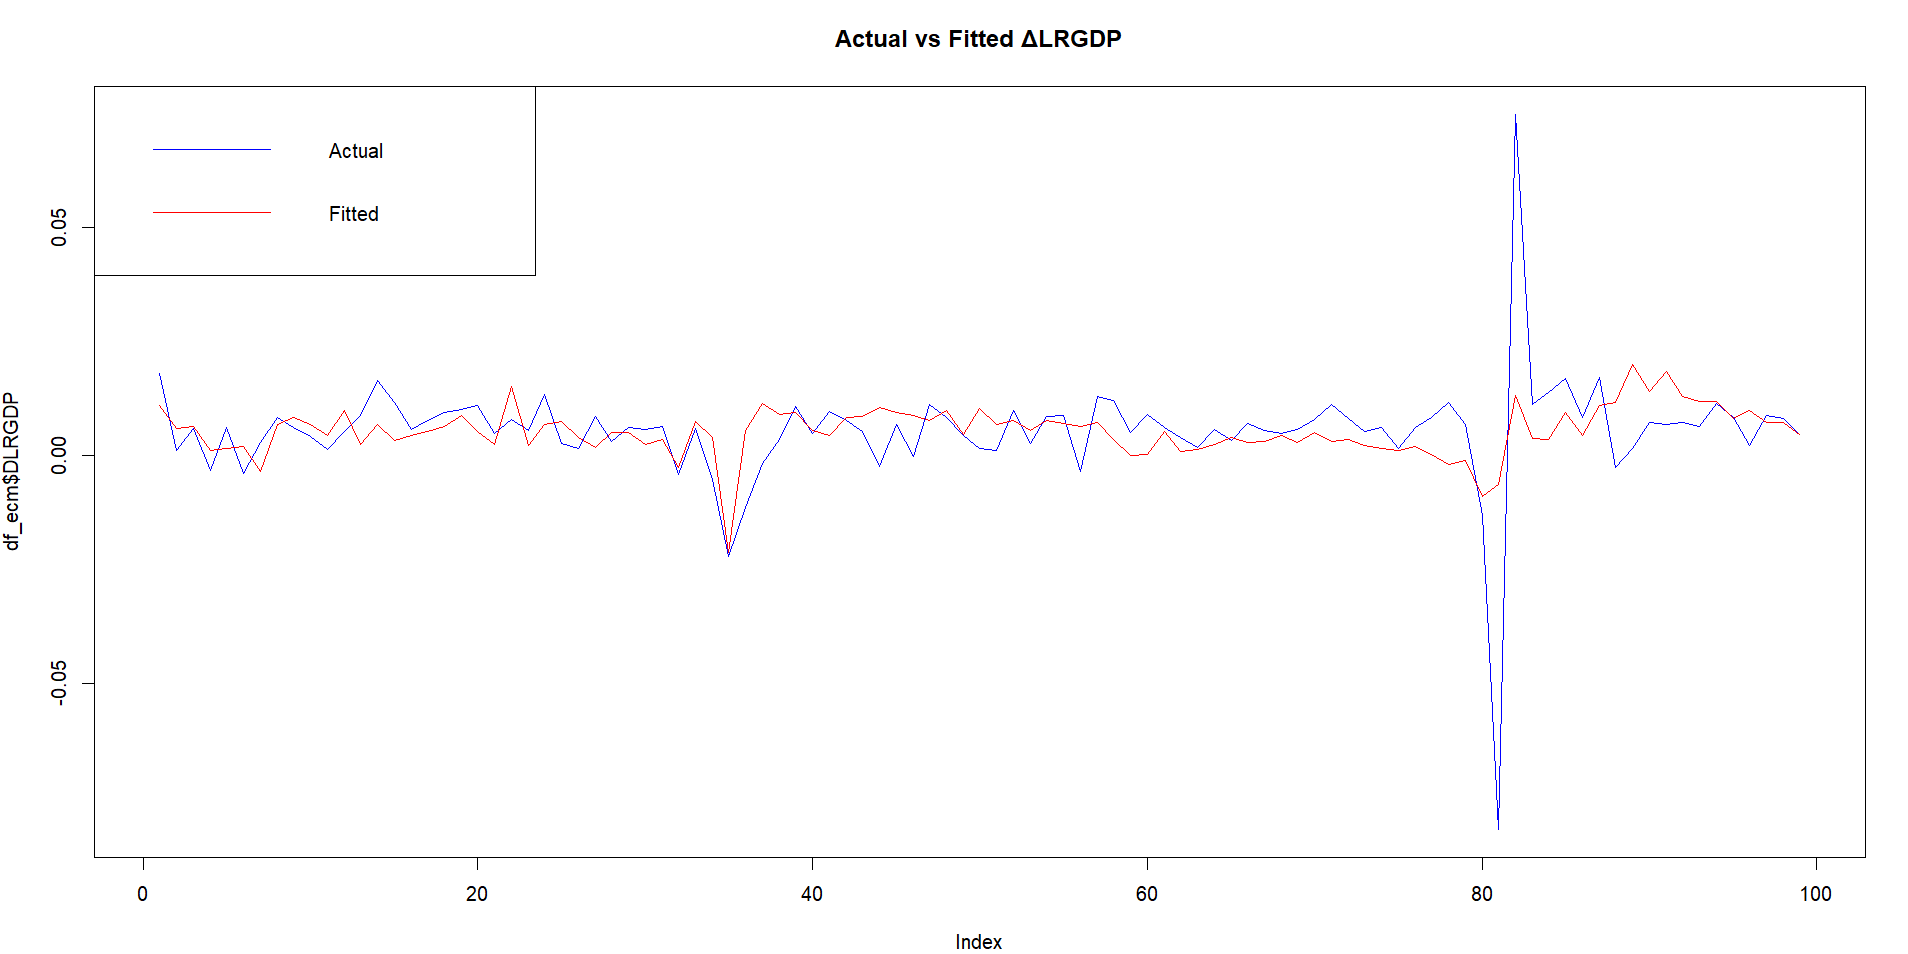 Actual vs Fitted ΔLRGDP
Actual
Fitted
df_ecm$DLRGDP
0.05
0.00
-0.05
0
20
40
60
80
100
Index